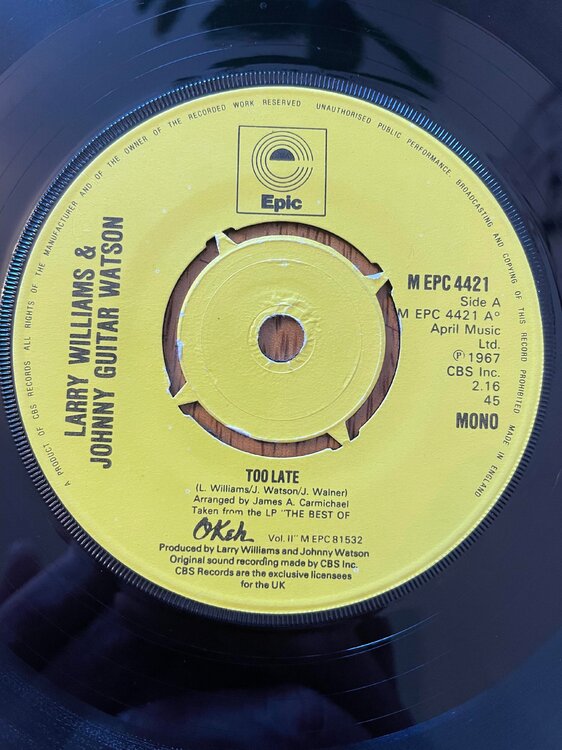 A PRODUCT OF CBS RECORDS ALL RIGHTS OF THE MANUFACTURER AND OF THE OWNER OF THE RECORDED WORK RESERVED UNAUTHORISED PUBLIC PERFORMANCE, BROADCASTING AND COPYING OF THIS RECORD PROHIBITED MADE IN ENGLAND
Epic
LARRY WILLIAMS &
JOHNNY GUITAR WATSON
M EPC 4421
Side A
M EPC 4421 A°
April Music
Ltd.
℗ 1967
CBS Inc.
2.16
45
MONO
TOO LATE
(L. Williams/J. Watson/J. Walner)
Arranged by James A. Carmichael
Taken from the LP "THE BEST OF
OKeh Vol. II" M EPC 81532
Produced by Larry Williams and Johnny Watson
Original sound recording made by CBS Inc.
CBS Records are the exclusive licensees
for the UK